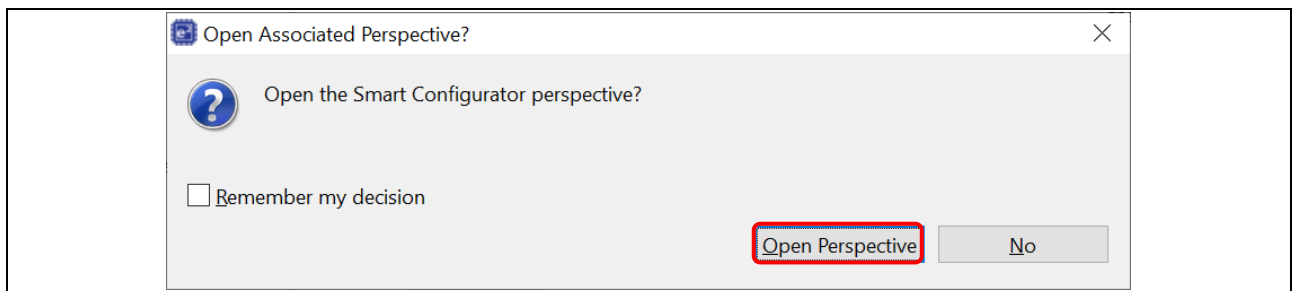 Open Associated Perspective?
Open the Smart Configurator perspective?
Remember my decision
Open Perspective
No